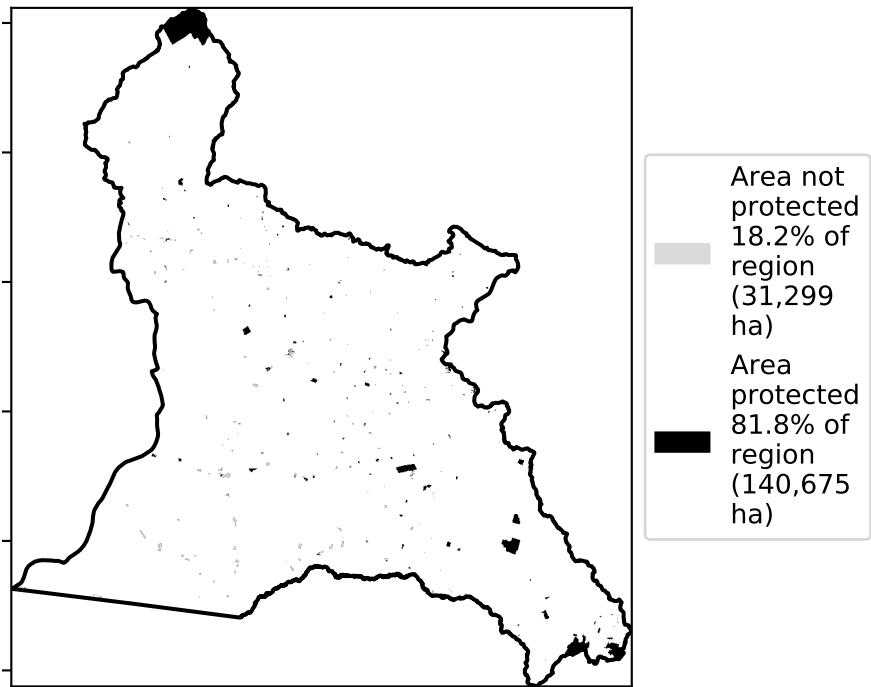 Area not
protected
18.2% of
region
(31,299
ha)
Area
protected
81.8% of
region
(140,675
ha)